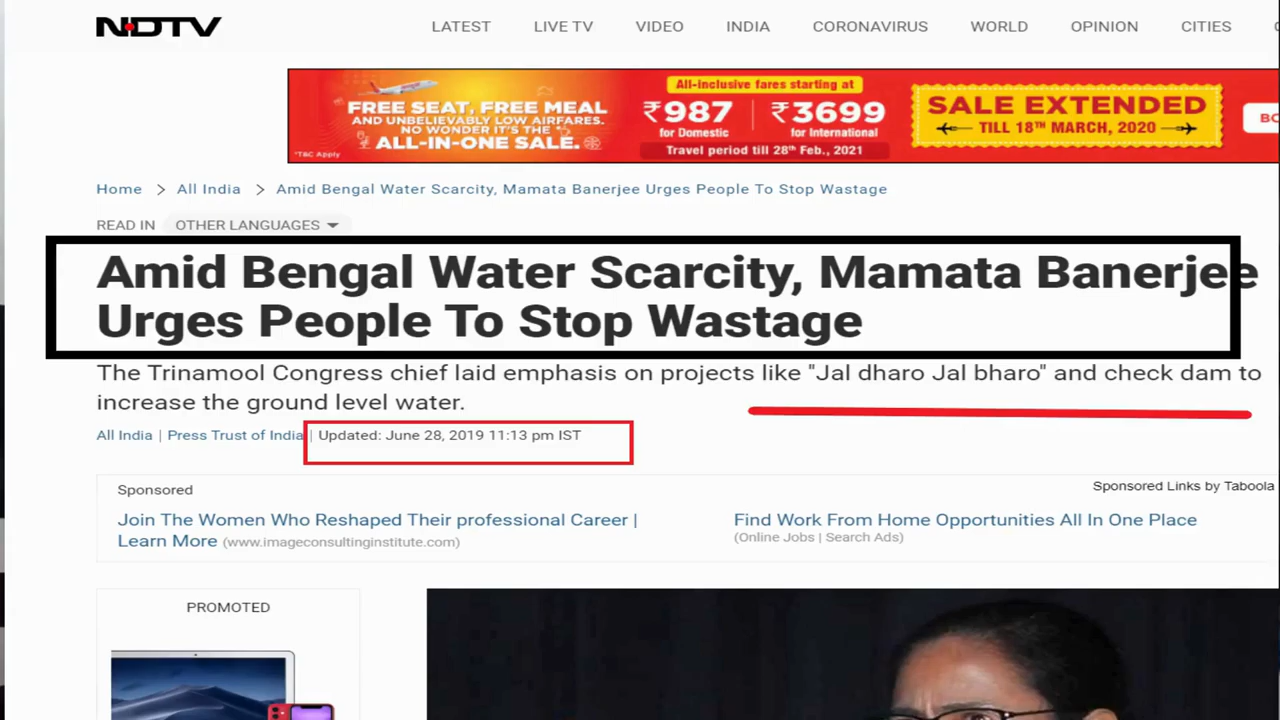 NDTV
LATEST LIVE TV VIDEO INDIA CORONAVIRUS WORLD OPINION CITIES
FREE SEAT, FREE MEAL
AND UNBELIEVABLY LOW AIRFARES.
NO WONDER IT'S THE
ALL-IN-ONE SALE.
*T&C Apply
All-inclusive fares starting at
₹987 ₹3699
for Domestic for International
Travel period till 28th Feb., 2021
SALE EXTENDED
TILL 18TH MARCH, 2020
Home > All India > Amid Bengal Water Scarcity, Mamata Banerjee Urges People To Stop Wastage
READ IN OTHER LANGUAGES
Amid Bengal Water Scarcity, Mamata Banerjee
Urges People To Stop Wastage
The Trinamool Congress chief laid emphasis on projects like "Jal dharo Jal bharo" and check dam to
increase the ground level water.
All India | Press Trust of India | Updated: June 28, 2019 11:13 pm IST
Sponsored
Sponsored Links by Taboola
Join The Women Who Reshaped Their professional Career |
Learn More (www.imageconsultinginstitute.com)
Find Work From Home Opportunities All In One Place
(Online Jobs | Search Ads)
PROMOTED